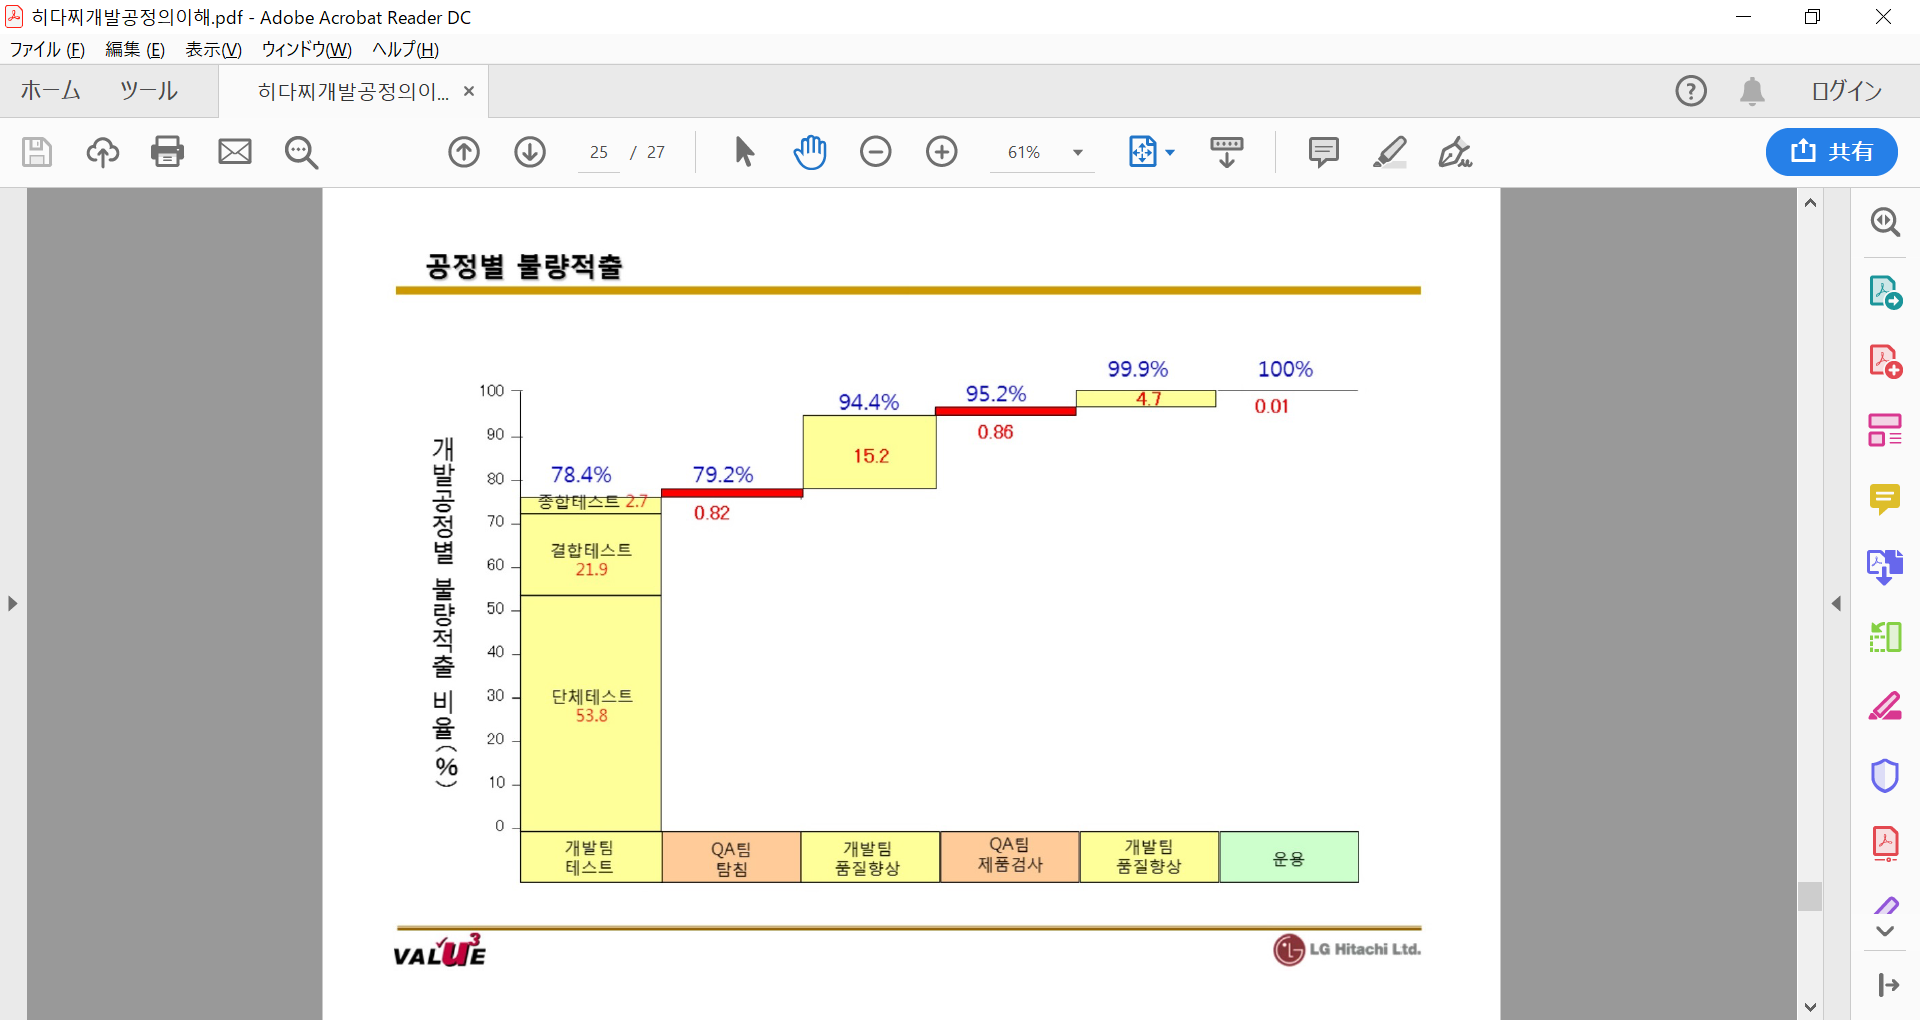 히다찌개발공정의이해.pdf - Adobe Acrobat Reader DC
ファイル (F) 編集 (E) 表示(V) ウィンドウ(W) ヘルプ(H)
ホーム ツール 히다찌개발공정의이... × ? ログイン
25 / 27 61% 共有
공정별 불량적출
개발공정별 불량적출 비율(%)
100
90
80
70
60
50
40
30
20
10
0
78.4%
종합테스트 2.7
결합테스트
21.9
단체테스트
53.8
79.2%
0.82
94.4%
15.2
95.2%
0.86
99.9%
4.7
100%
0.01
개발팀
테스트
QA팀
탐침
개발팀
품질향상
QA팀
제품검사
개발팀
품질향상
운용
VALUE3
LG Hitachi Ltd.